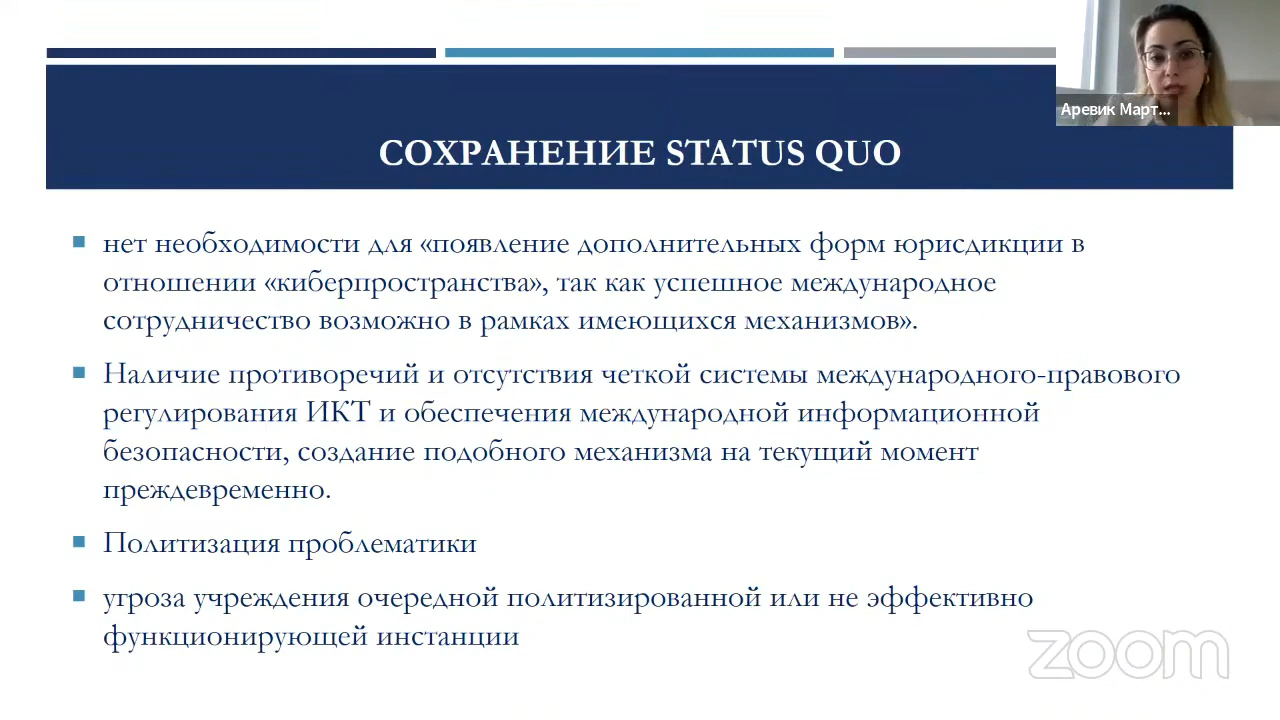 Аревик Март...
СОХРАНЕНИЕ STATUS QUO
нет необходимости для «появление дополнительных форм юрисдикции в
отношении «киберпространства», так как успешное международное
сотрудничество возможно в рамках имеющихся механизмов».
Наличие противоречий и отсутствия четкой системы международного-правового
регулирования ИКТ и обеспечения международной информационной
безопасности, создание подобного механизма на текущий момент
преждевременно.
Политизация проблематики
угроза учреждения очередной политизированной или не эффективно
функционирующей инстанции
zoom